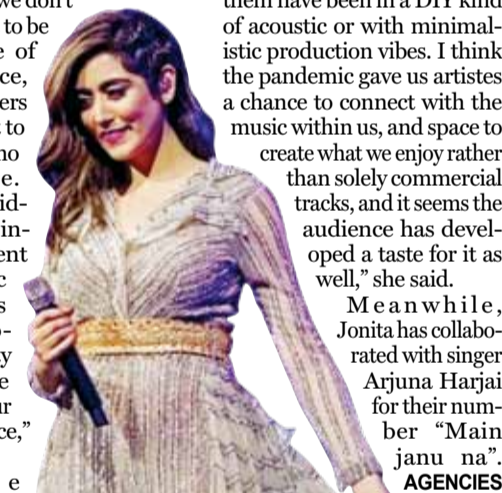 we don't
to be
e of
ce,
ers
to
ho
e.
id-
in-
ent
c
s
o-
y
e
ur
ce,”
e
them have been in a DIY kind
of acoustic or with minimal-
istic production vibes. I think
the pandemic gave us artistes
a chance to connect with the
music within us, and space to
create what we enjoy rather
than solely commercial
tracks, and it seems the
audience has devel-
oped a taste for it as
well,” she said.
Meanwhile,
Jonita has collabo-
rated with singer
Arjuna Harjai
for their num-
ber “Main
janu na”.
AGENCIES